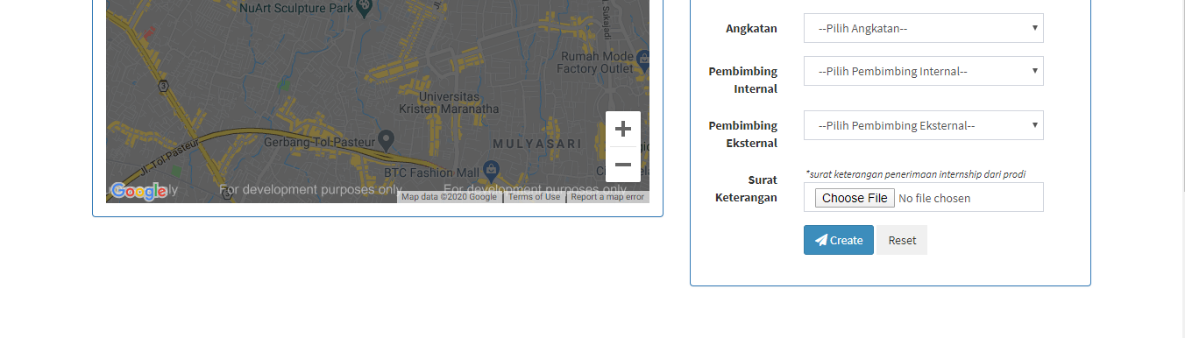 NuArt Sculpture Park
Sukajadi
Rumah Mode
Factory Outlet
3
Universitas
Kristen Maranatha
Gerbang Tol Pasteur
MULYASARI
Jl. Tol Pasteur
BTC Fashion Mall
Google
For development purposes only
For development purposes only
Map data ©2020 Google
Terms of Use
Report a map error
+
−
Angkatan
--Pilih Angkatan--
Pembimbing
Internal
--Pilih Pembimbing Internal--
Pembimbing
Eksternal
--Pilih Pembimbing Eksternal--
Surat
Keterangan
*surat keterangan penerimaan internship dari prodi
Choose File No file chosen
Create
Reset